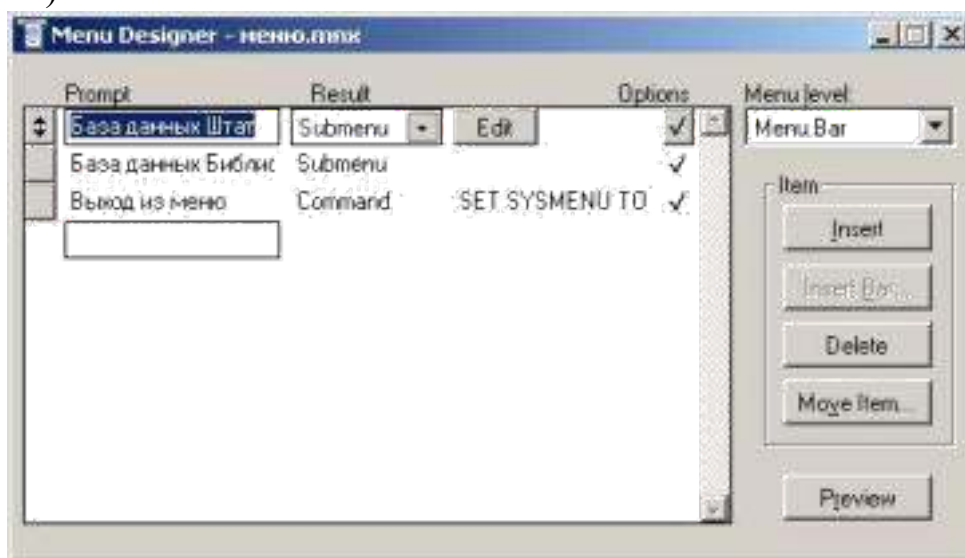 )
Menu Designer - меню.mnx
Prompt Result Options Menu level:
База данных Штат Submenu Edit Menu Bar
База данных Библис Submenu
Выход из меню Command SET SYSMENU TO
Item
Insert
Insert Bar...
Delete
Move Item...
Preview